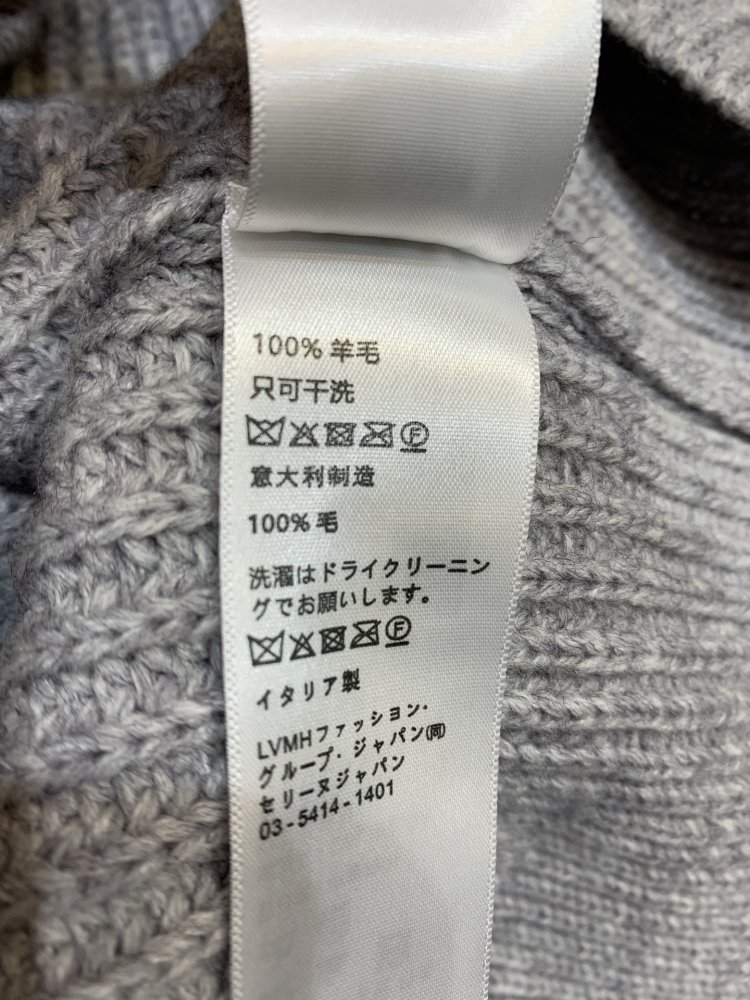 100% 羊毛
只可干洗
F
意大利制造
100% 毛
洗濯はドライクリーニン
グでお願いします。
F
イタリア製
LVMHファッション・
グループ・ジャパン(同)
セリーヌジャパン
03-5414-1401